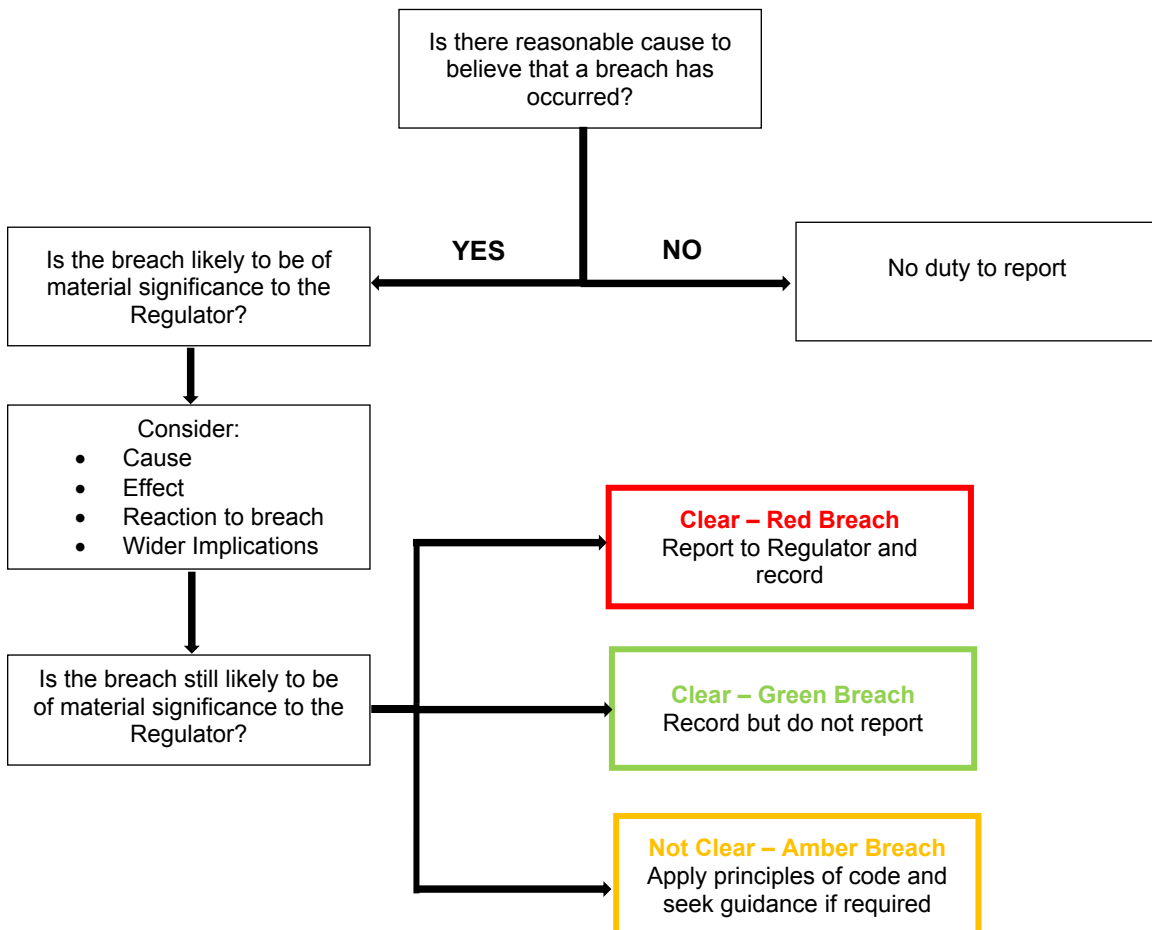 Is there reasonable cause to
believe that a breach has
occurred?
YES
NO
Is the breach likely to be of
material significance to the
Regulator?
No duty to report
Consider:
• Cause
• Effect
• Reaction to breach
• Wider Implications
Clear – Red Breach
Report to Regulator and
record
Is the breach still likely to be
of material significance to the
Regulator?
Clear – Green Breach
Record but do not report
Not Clear – Amber Breach
Apply principles of code and
seek guidance if required